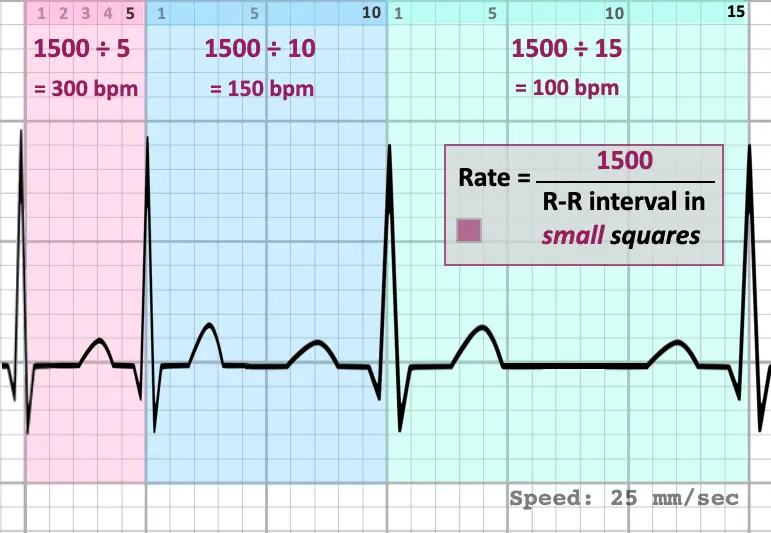 1 2 3 4 5 1 5 10 1 5 10 15
1500 ÷ 5
= 300 bpm
1500 ÷ 10
= 150 bpm
1500 ÷ 15
= 100 bpm
Rate = 1500
R-R interval in
small squares
Speed: 25 mm/sec